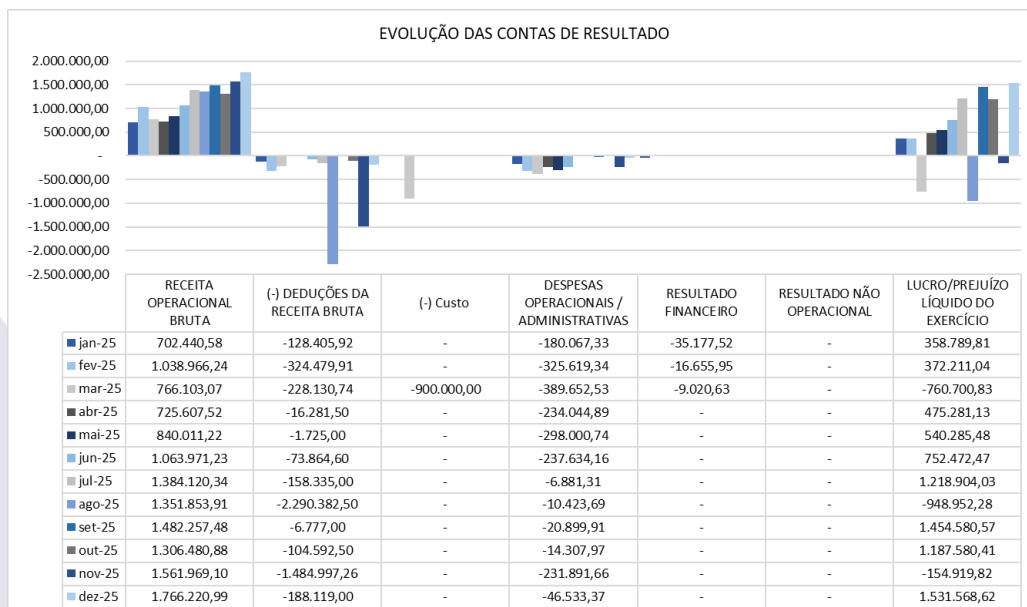 EVOLUÇÃO DAS CONTAS DE RESULTADO
2.000.000,00
1.500.000,00
1.000.000,00
500.000,00
-
-500.000,00
-1.000.000,00
-1.500.000,00
-2.000.000,00
-2.500.000,00
RECEITA OPERACIONAL BRUTA (-) DEDUÇÕES DA RECEITA BRUTA (-) Custo DESPESAS OPERACIONAIS / ADMINISTRATIVAS RESULTADO FINANCEIRO RESULTADO NÃO OPERACIONAL LUCRO/PREJUÍZO LÍQUIDO DO EXERCÍCIO
jan-25 702.440,58 -128.405,92 - -180.067,33 -35.177,52 - 358.789,81
fev-25 1.038.966,24 -324.479,91 - -325.619,34 -16.655,95 - 372.211,04
mar-25 766.103,07 -228.130,74 -900.000,00 -389.652,53 -9.020,63 - -760.700,83
abr-25 725.607,52 -16.281,50 - -234.044,89 - - 475.281,13
mai-25 840.011,22 -1.725,00 - -298.000,74 - - 540.285,48
jun-25 1.063.971,23 -73.864,60 - -237.634,16 - - 752.472,47
jul-25 1.384.120,34 -158.335,00 - -6.881,31 - - 1.218.904,03
ago-25 1.351.853,91 -2.290.382,50 - -10.423,69 - - -948.952,28
set-25 1.482.257,48 -6.777,00 - -20.899,91 - - 1.454.580,57
out-25 1.306.480,88 -104.592,50 - -14.307,97 - - 1.187.580,41
nov-25 1.561.969,10 -1.484.997,26 - -231.891,66 - - -154.919,82
dez-25 1.766.220,99 -188.119,00 - -46.533,37 - - 1.531.568,62